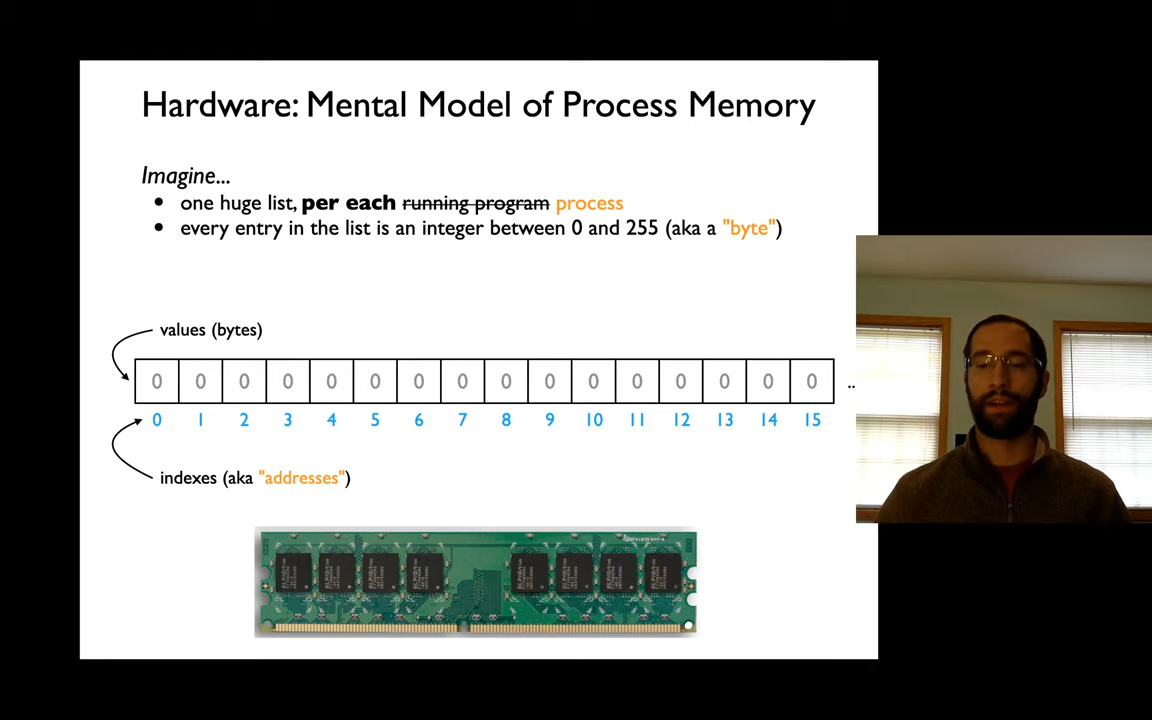 Hardware: Mental Model of Process Memory
Imagine...
• one huge list, per each running program process
• every entry in the list is an integer between 0 and 255 (aka a "byte")
values (bytes)
0 0 0 0 0 0 0 0 0 0 0 0 0 0 0 0 ..
0 1 2 3 4 5 6 7 8 9 10 11 12 13 14 15
indexes (aka "addresses")